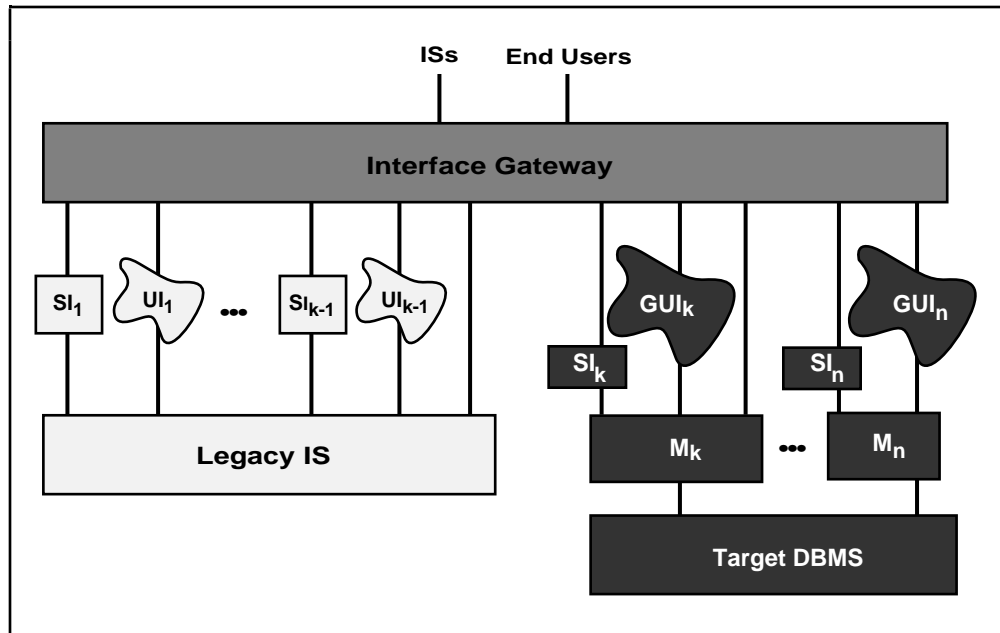 ISs End Users
Interface Gateway
SI1 UI1 ... SIk-1 UIk-1 GUIk GUIn
SIk SIn
Legacy IS Mk ... Mn
Target DBMS